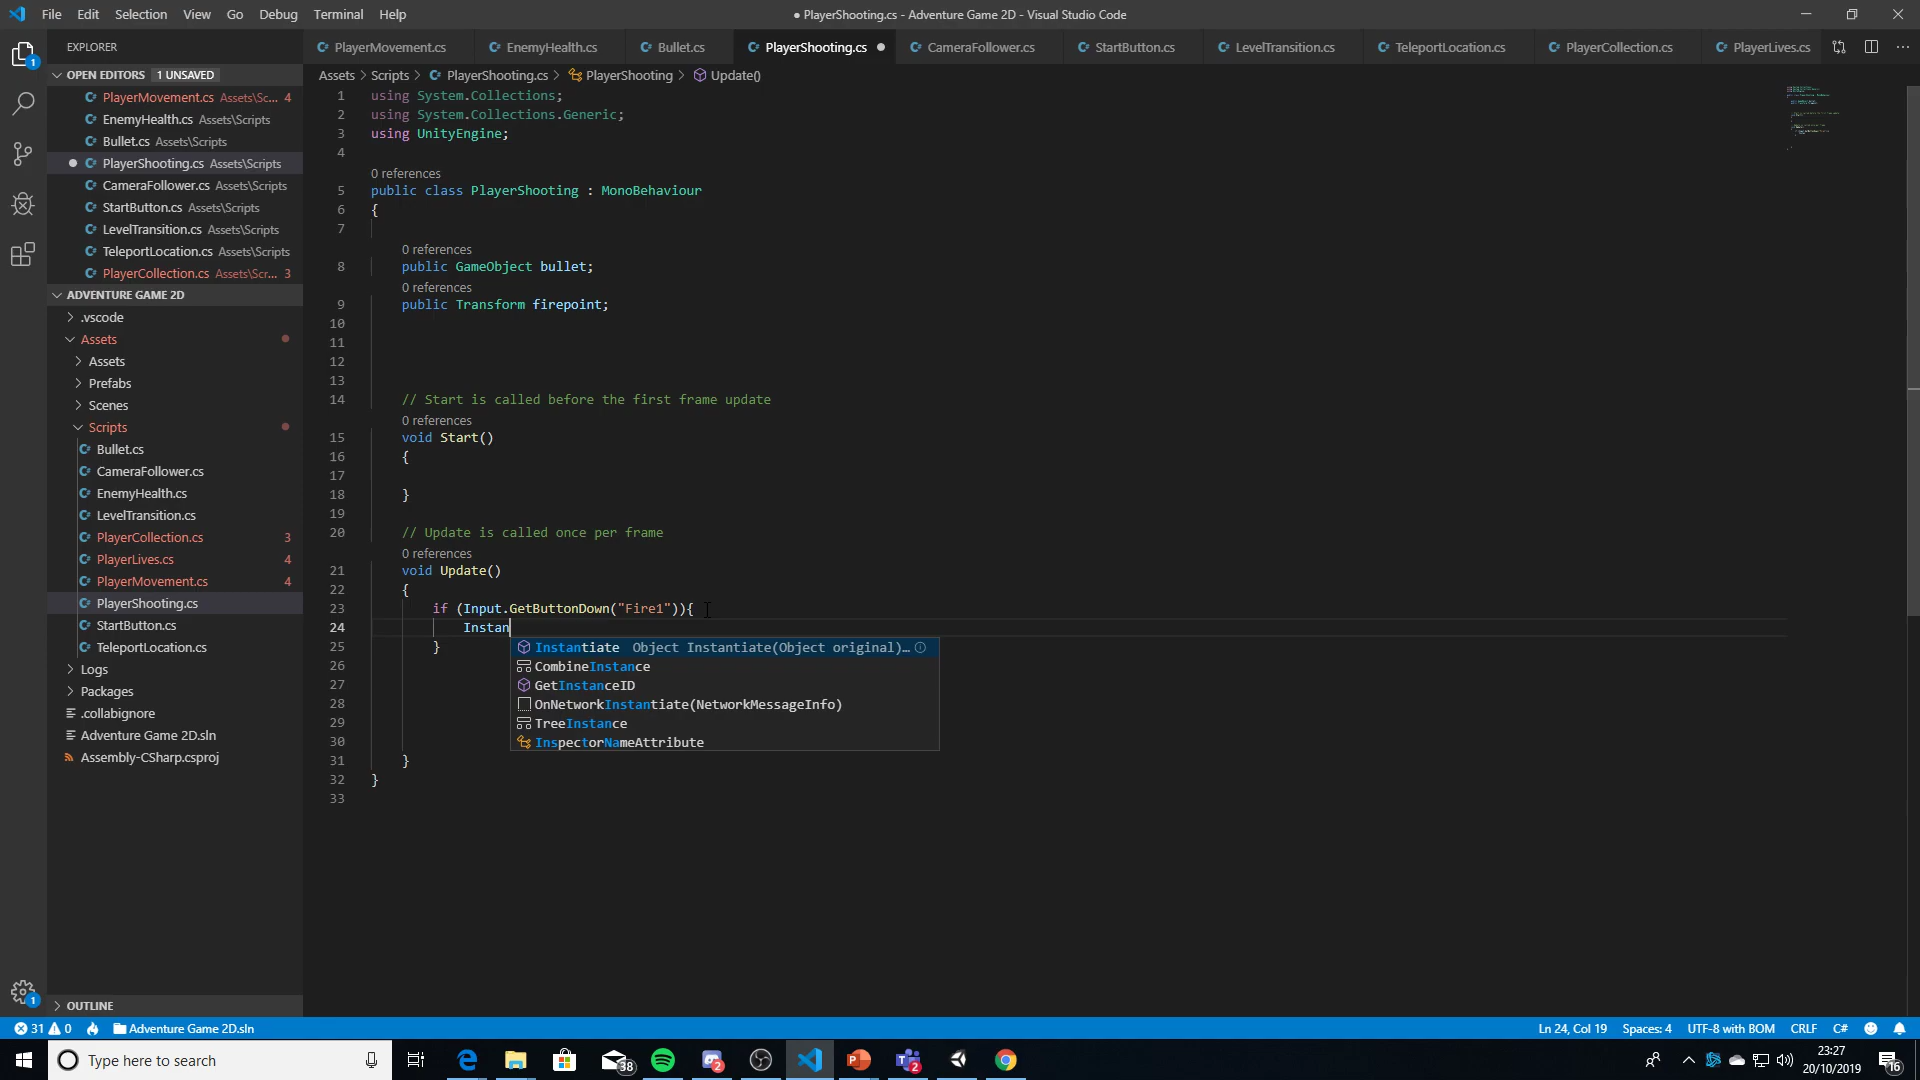 File Edit Selection View Go Debug Terminal Help
● PlayerShooting.cs - Adventure Game 2D - Visual Studio Code
EXPLORER
PlayerMovement.cs EnemyHealth.cs Bullet.cs PlayerShooting.cs CameraFollower.cs StartButton.cs LevelTransition.cs TeleportLocation.cs PlayerCollection.cs PlayerLives.cs
OPEN EDITORS 1 UNSAVED
PlayerMovement.cs Assets\Sc... 4
EnemyHealth.cs Assets\Scripts
Bullet.cs Assets\Scripts
PlayerShooting.cs Assets\Scripts
CameraFollower.cs Assets\Scripts
StartButton.cs Assets\Scripts
LevelTransition.cs Assets\Scripts
TeleportLocation.cs Assets\Scripts
PlayerCollection.cs Assets\Scr... 3
ADVENTURE GAME 2D
.vscode
Assets
Assets
Prefabs
Scenes
Scripts
Bullet.cs
CameraFollower.cs
EnemyHealth.cs
LevelTransition.cs
PlayerCollection.cs 3
PlayerLives.cs 4
PlayerMovement.cs 4
PlayerShooting.cs
StartButton.cs
TeleportLocation.cs
Logs
Packages
.collabignore
Adventure Game 2D.sln
Assembly-CSharp.csproj
OUTLINE
1
1
Assets > Scripts > PlayerShooting.cs > PlayerShooting > Update()
1 using System.Collections;
2 using System.Collections.Generic;
3 using UnityEngine;
4
0 references
5 public class PlayerShooting : MonoBehaviour
6 {
7
0 references
8 public GameObject bullet;
0 references
9 public Transform firepoint;
10
11
12
13
14 // Start is called before the first frame update
0 references
15 void Start()
16 {
17
18 }
19
20 // Update is called once per frame
0 references
21 void Update()
22 {
23 if (Input.GetButtonDown("Fire1")){
24 Instan
25 }
26
27
28
29
30
31 }
32 }
33
Instantiate Object Instantiate(Object original)...
CombineInstance
GetInstanceID
OnNetworkInstantiate(NetworkMessageInfo)
TreeInstance
InspectorNameAttribute
31 0 Adventure Game 2D.sln
Ln 24, Col 19 Spaces: 4 UTF-8 with BOM CRLF C#
Type here to search
38
2
2
23:27
20/10/2019
16